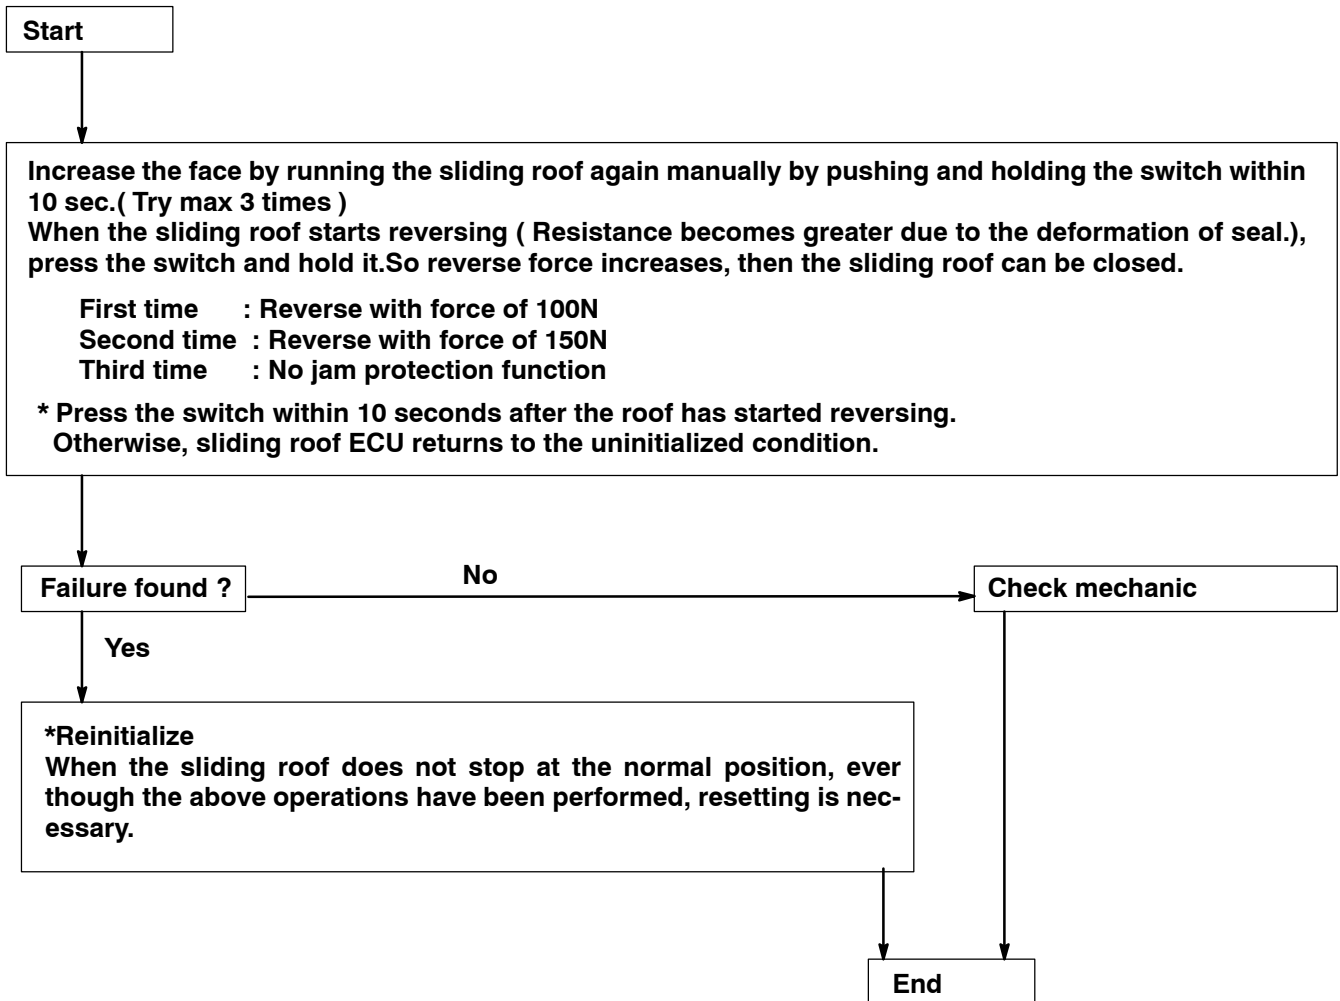 Start
Increase the face by running the sliding roof again manually by pushing and holding the switch within
10 sec.( Try max 3 times )
When the sliding roof starts reversing ( Resistance becomes greater due to the deformation of seal.),
press the switch and hold it.So reverse force increases, then the sliding roof can be closed.
First time : Reverse with force of 100N
Second time : Reverse with force of 150N
Third time : No jam protection function
* Press the switch within 10 seconds after the roof has started reversing.
Otherwise, sliding roof ECU returns to the uninitialized condition.
Failure found ?
No
Check mechanic
Yes
*Reinitialize
When the sliding roof does not stop at the normal position, ever
though the above operations have been performed, resetting is nec-
essary.
End